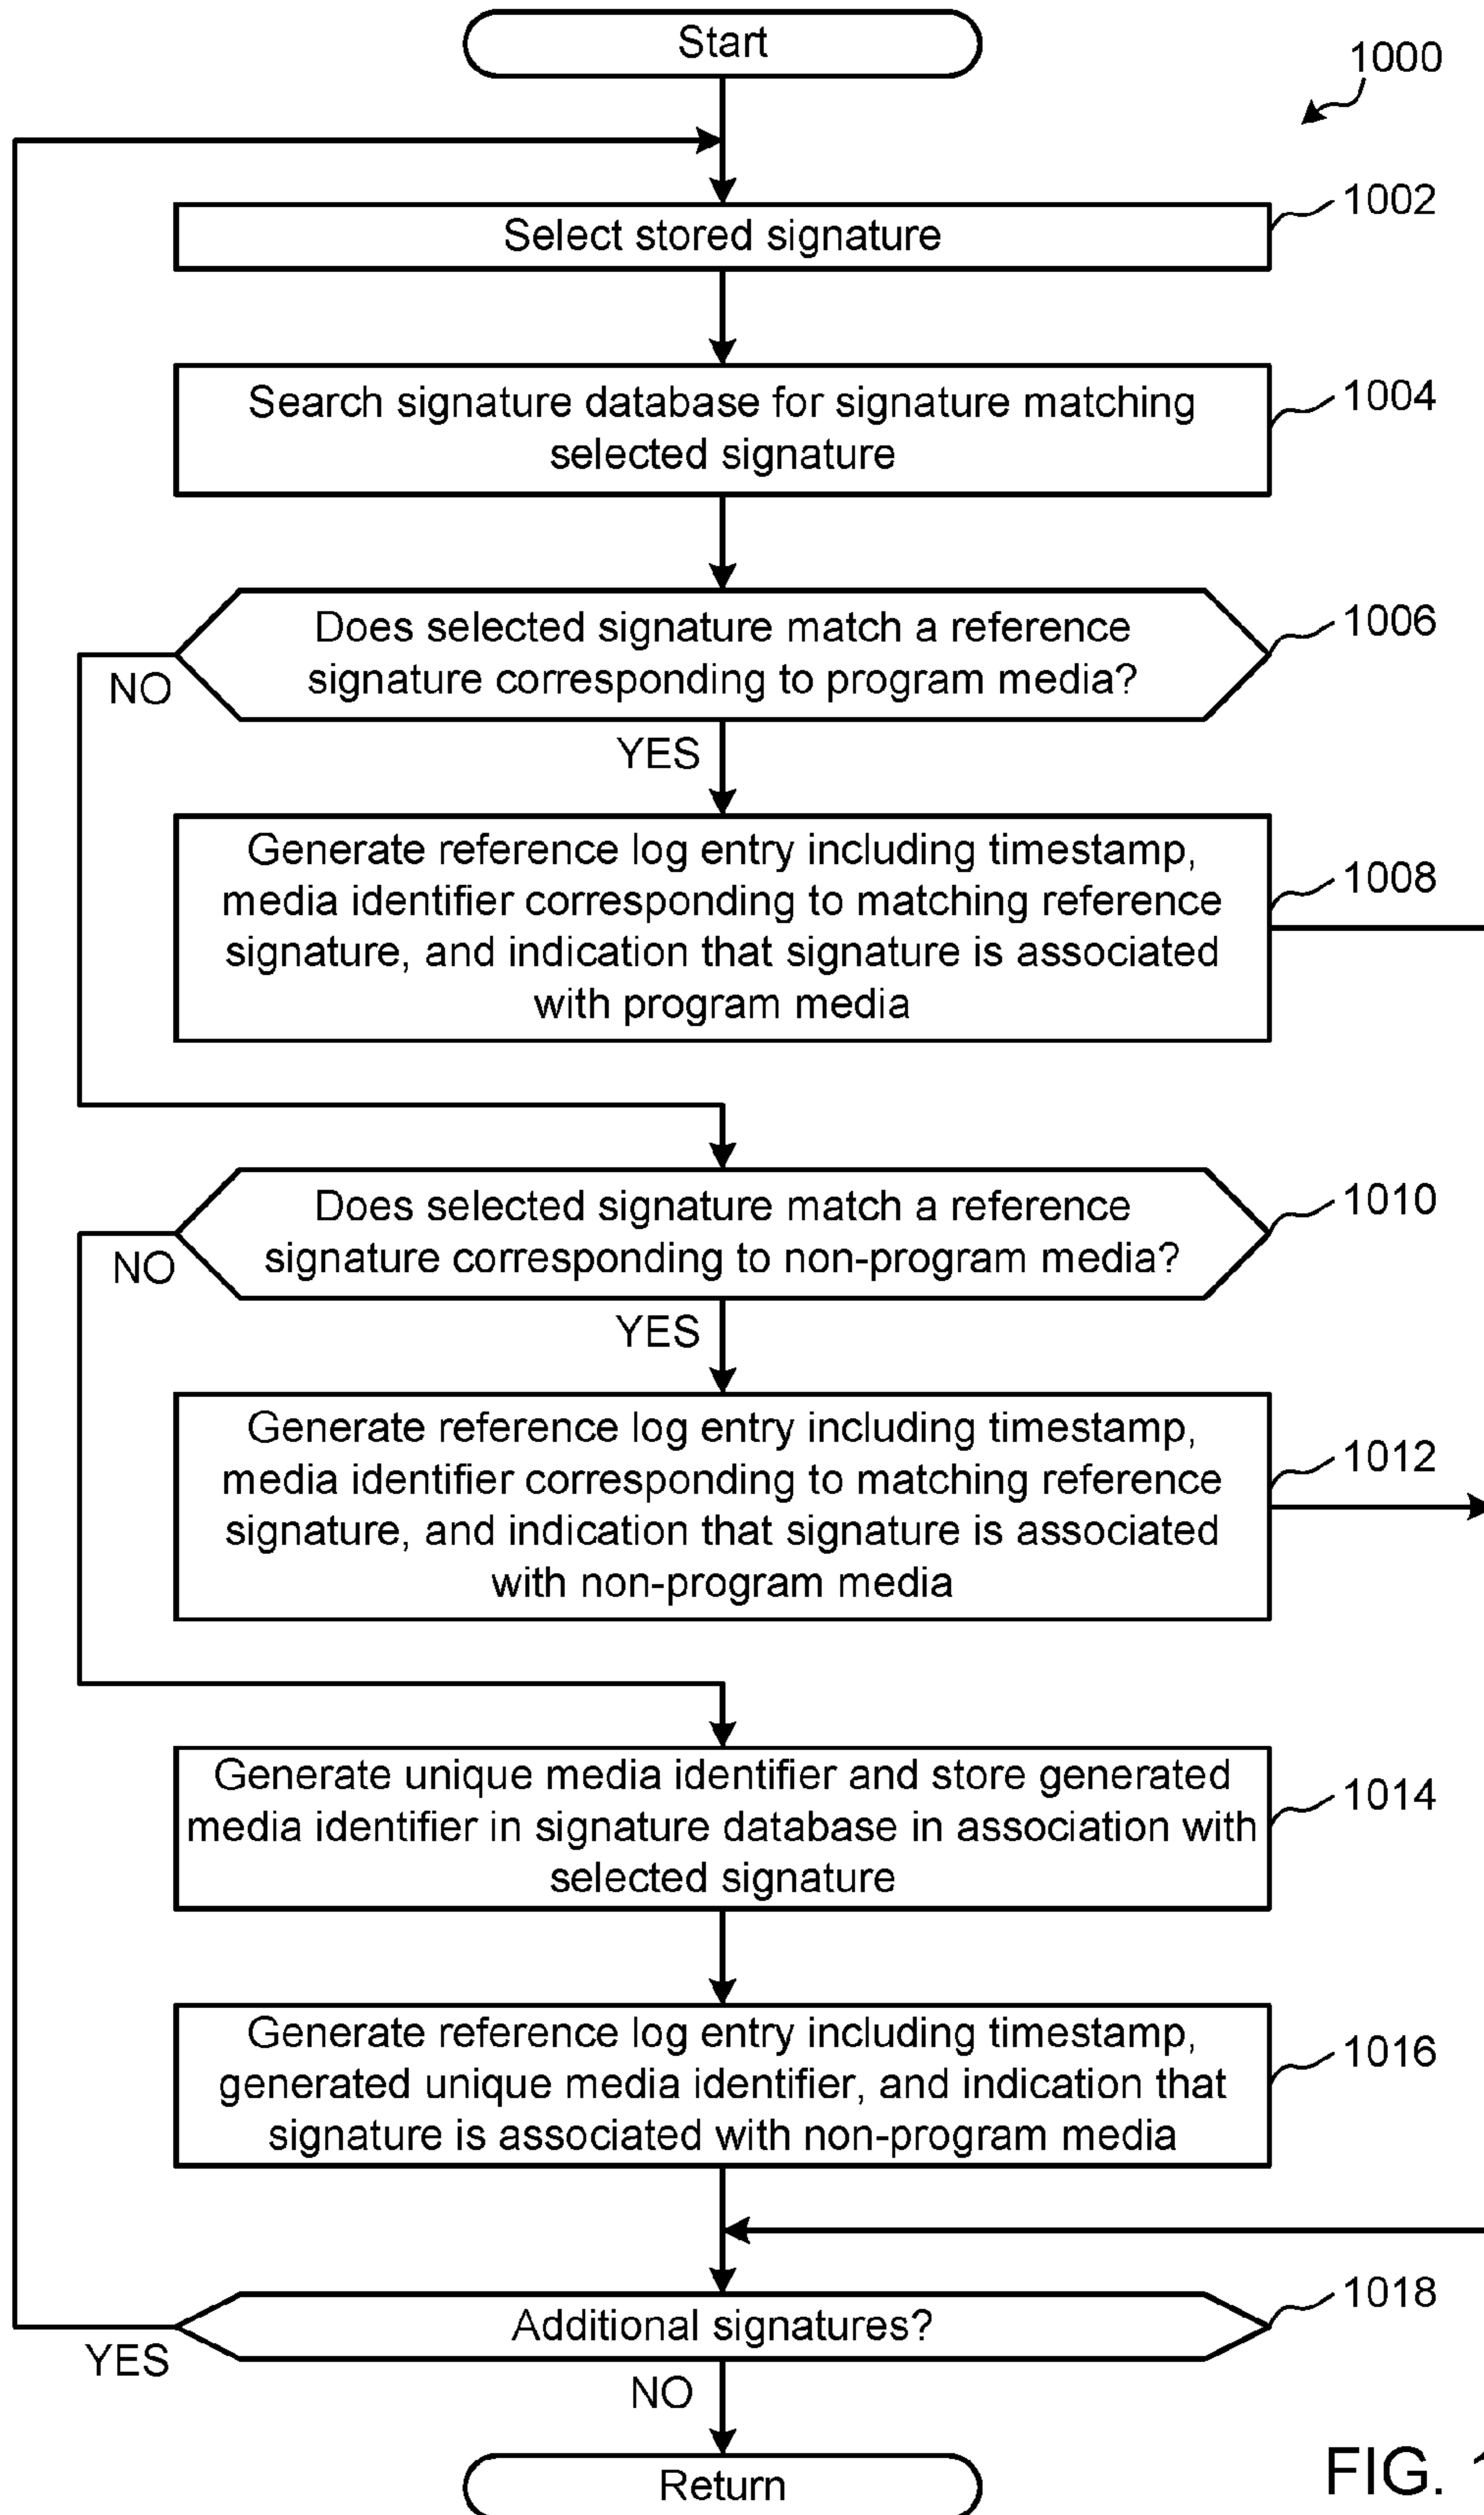 Start
1000
1002
Select stored signature
1004
Search signature database for signature matching
selected signature
1006
Does selected signature match a reference
signature corresponding to program media?
NO
YES
1008
Generate reference log entry including timestamp,
media identifier corresponding to matching reference
signature, and indication that signature is associated
with program media
1010
Does selected signature match a reference
signature corresponding to non-program media?
NO
YES
1012
Generate reference log entry including timestamp,
media identifier corresponding to matching reference
signature, and indication that signature is associated
with non-program media
1014
Generate unique media identifier and store generated
media identifier in signature database in association with
selected signature
1016
Generate reference log entry including timestamp,
generated unique media identifier, and indication that
signature is associated with non-program media
1018
Additional signatures?
YES
NO
Return
FIG.